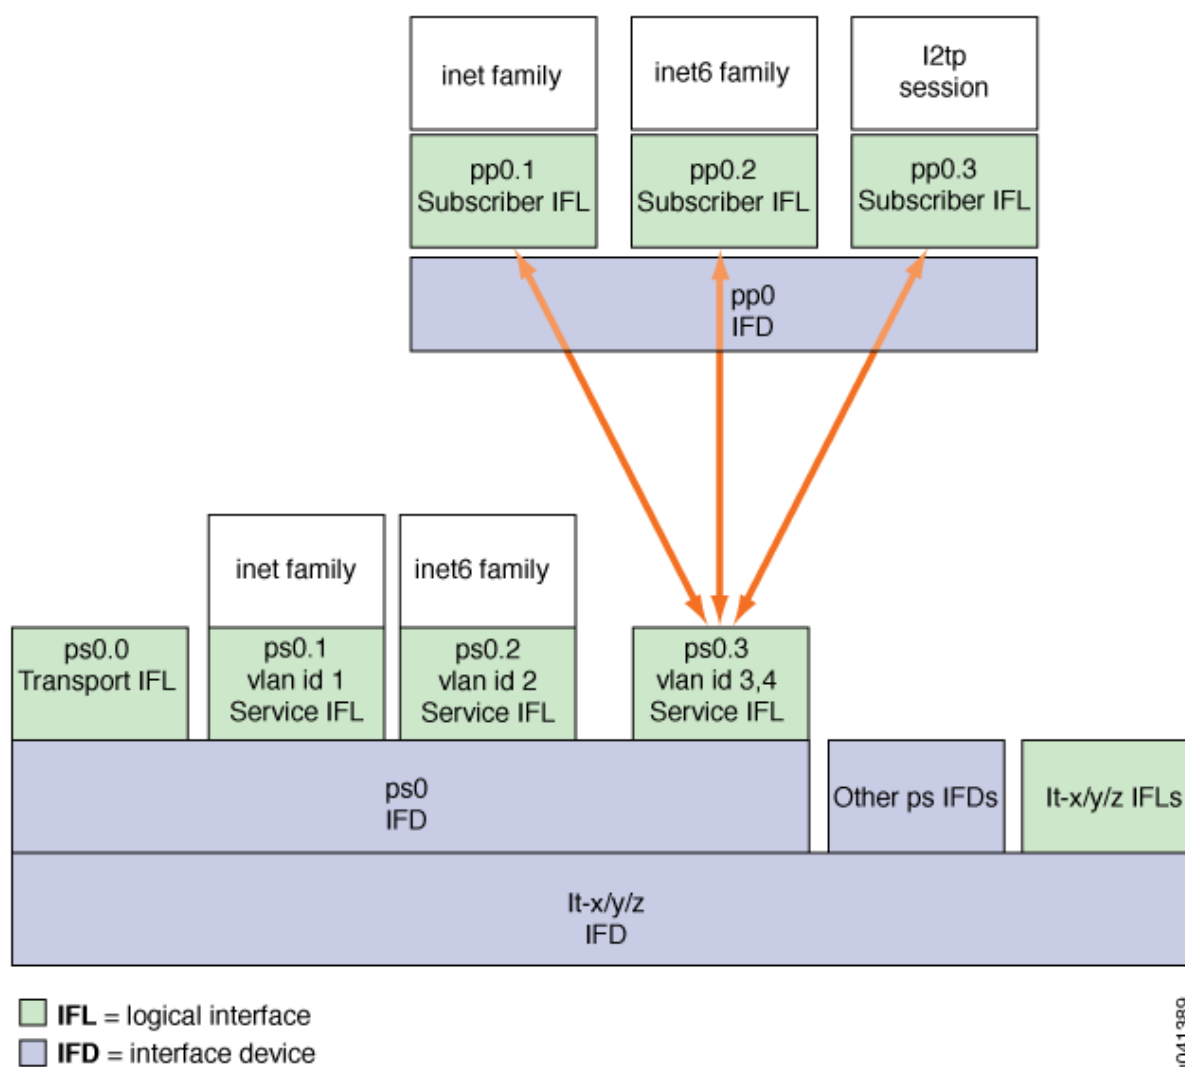 inet family
inet6 family
l2tp
session
pp0.1
Subscriber IFL
pp0.2
Subscriber IFL
pp0.3
Subscriber IFL
pp0
IFD
inet family
inet6 family
ps0.0
Transport IFL
ps0.1
vlan id 1
Service IFL
ps0.2
vlan id 2
Service IFL
ps0.3
vlan id 3,4
Service IFL
ps0
IFD
Other ps IFDs
lt-x/y/z IFLs
lt-x/y/z
IFD
IFL = logical interface
IFD = interface device